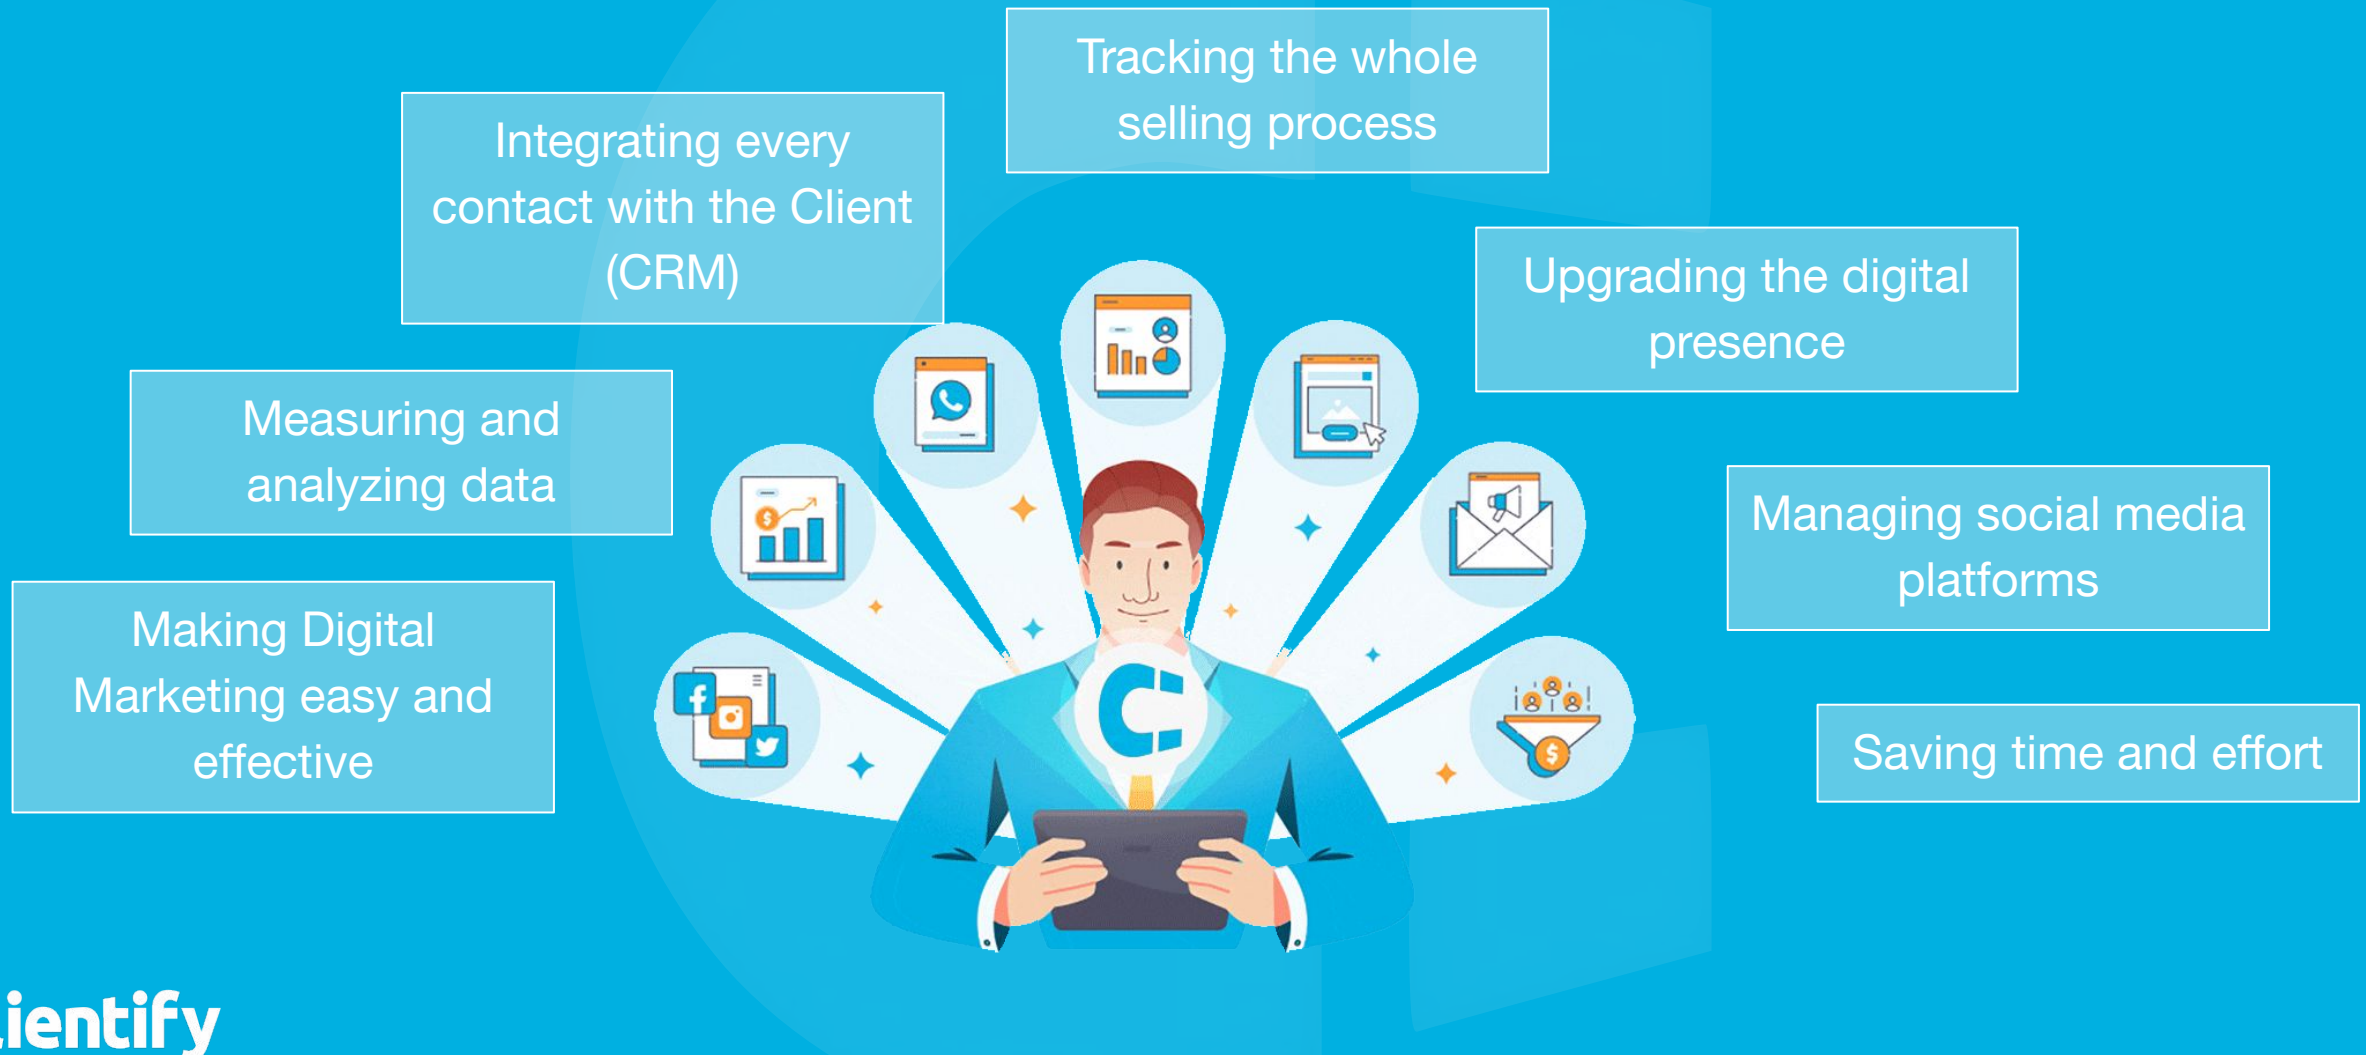 Tracking the whole
selling process
Integrating every
contact with the Client
(CRM)
Upgrading the digital
presence
Measuring and
analyzing data
Managing social media
platforms
Making Digital
Marketing easy and
effective
Saving time and effort
lientify